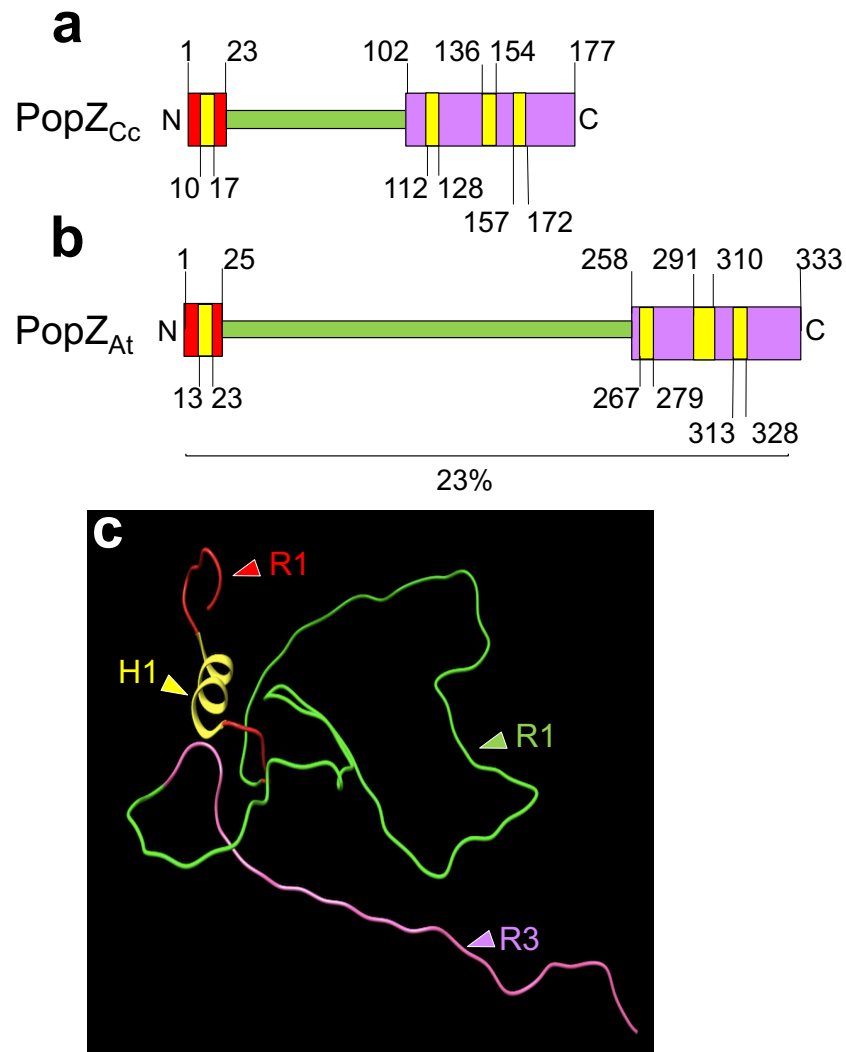 a
1 23 102 136 154 177
PopZCc N C
10 17 112 128
157 172
b
1 25 258 291 310 333
PopZAt N C
13 23 267 279
313 328
23%
c
R1
H1
R1
R3